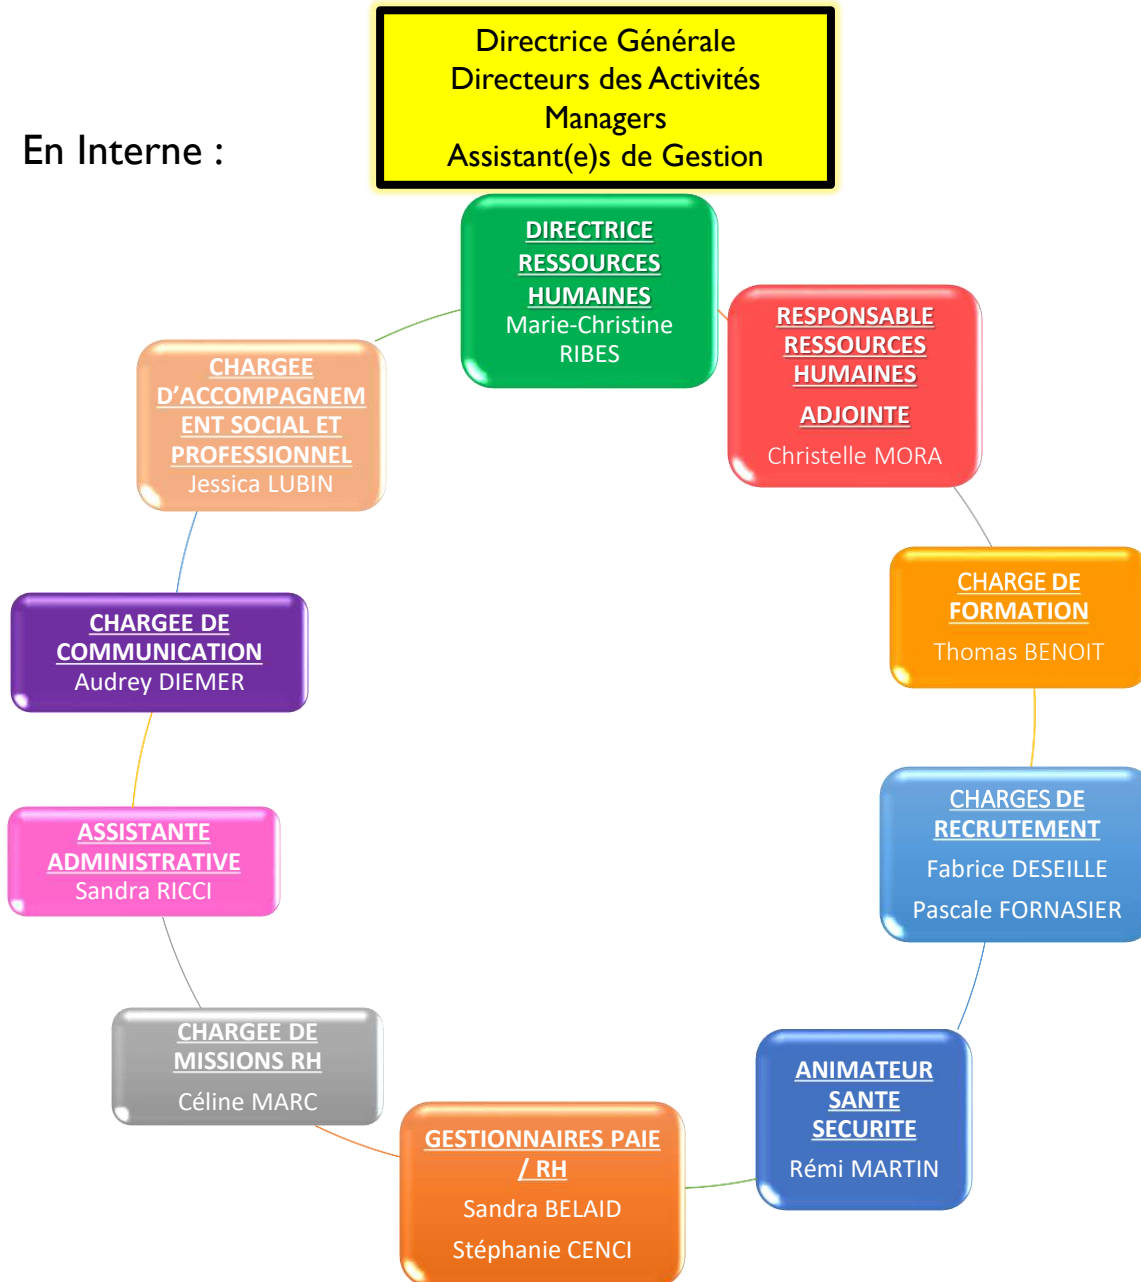 Directrice Générale
Directeurs des Activités
Managers
Assistant(e)s de Gestion
En Interne :
DIRECTRICE
RESSOURCES
HUMAINES
Marie-Christine
RIBES
RESPONSABLE
RESSOURCES
HUMAINES
ADJOINTE
Christelle MORA
CHARGE DE
FORMATION
Thomas BENOIT
CHARGES DE
RECRUTEMENT
Fabrice DESEILLE
Pascale FORNASIER
ANIMATEUR
SANTE
SECURITE
Rémi MARTIN
GESTIONNAIRES PAIE
/ RH
Sandra BELAID
Stéphanie CENCI
CHARGEE DE
MISSIONS RH
Céline MARC
ASSISTANTE
ADMINISTRATIVE
Sandra RICCI
CHARGEE DE
COMMUNICATION
Audrey DIEMER
CHARGEE
D’ACCOMPAGNEM
ENT SOCIAL ET
PROFESSIONNEL
Jessica LUBIN